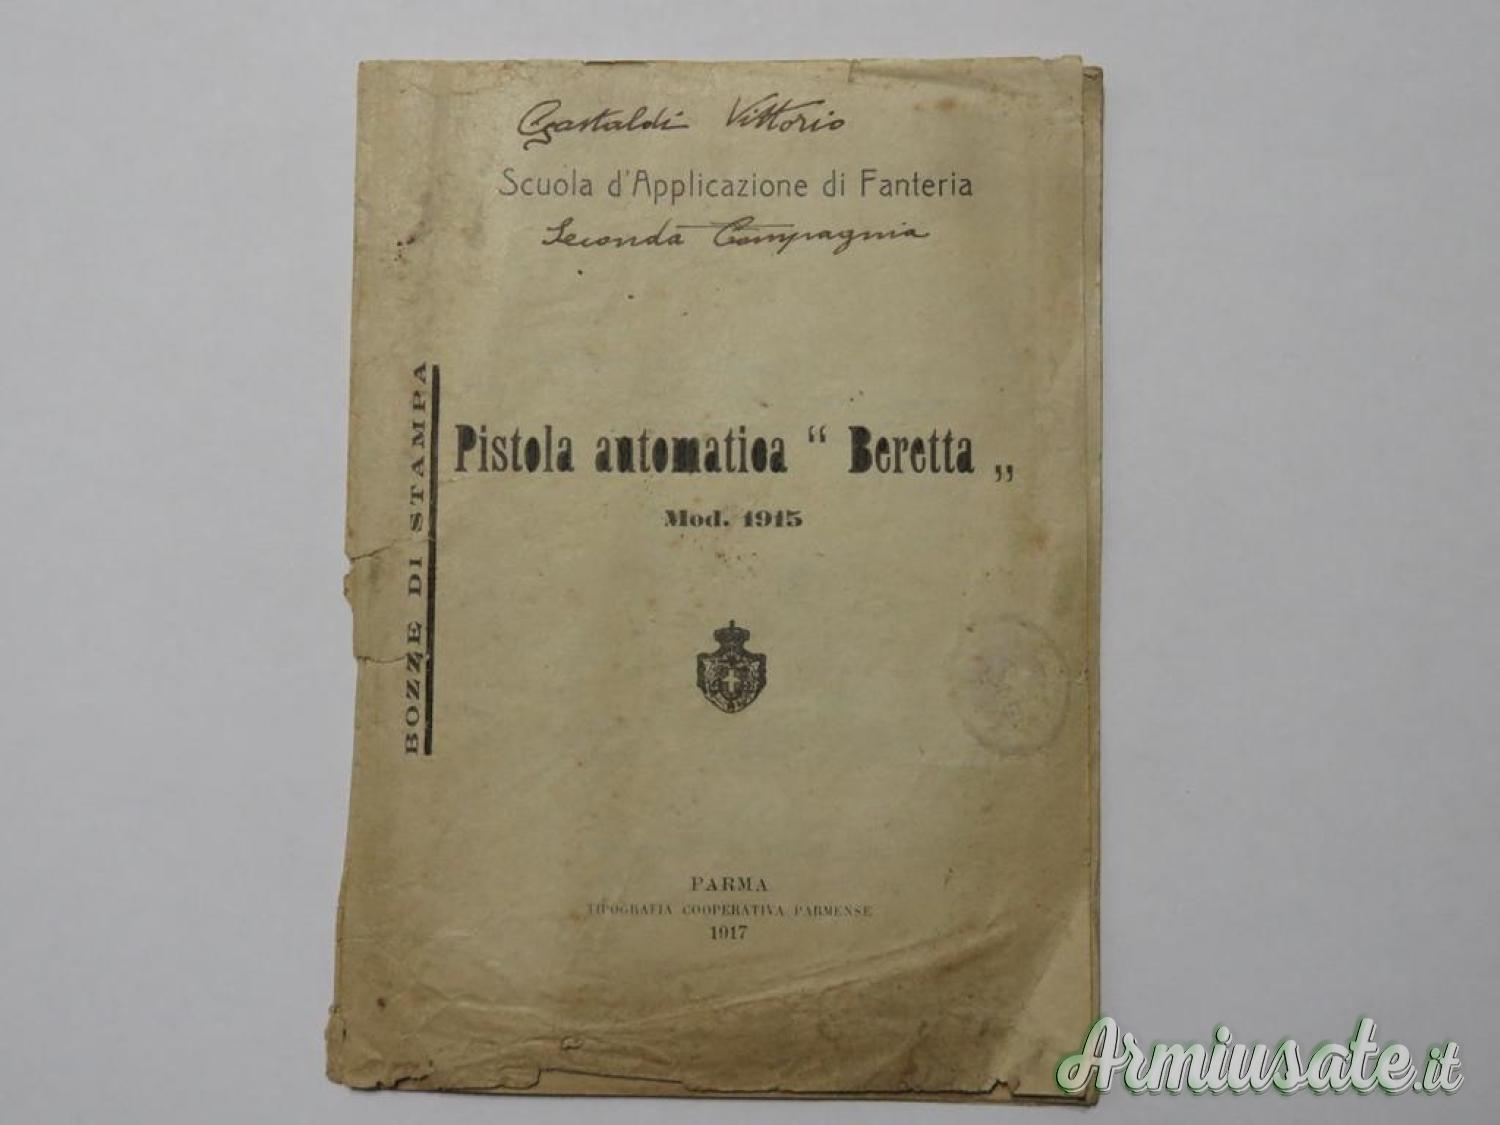 Gastaldi Vittorio
Scuola d'Applicazione di Fanteria
Seconda Compagnia
BOZZE DI STAMPA
Pistola automatica “ Beretta „
Mod. 1915
PARMA
TIPOGRAFIA COOPERATIVA PARMENSE
1917
Armiusate.it